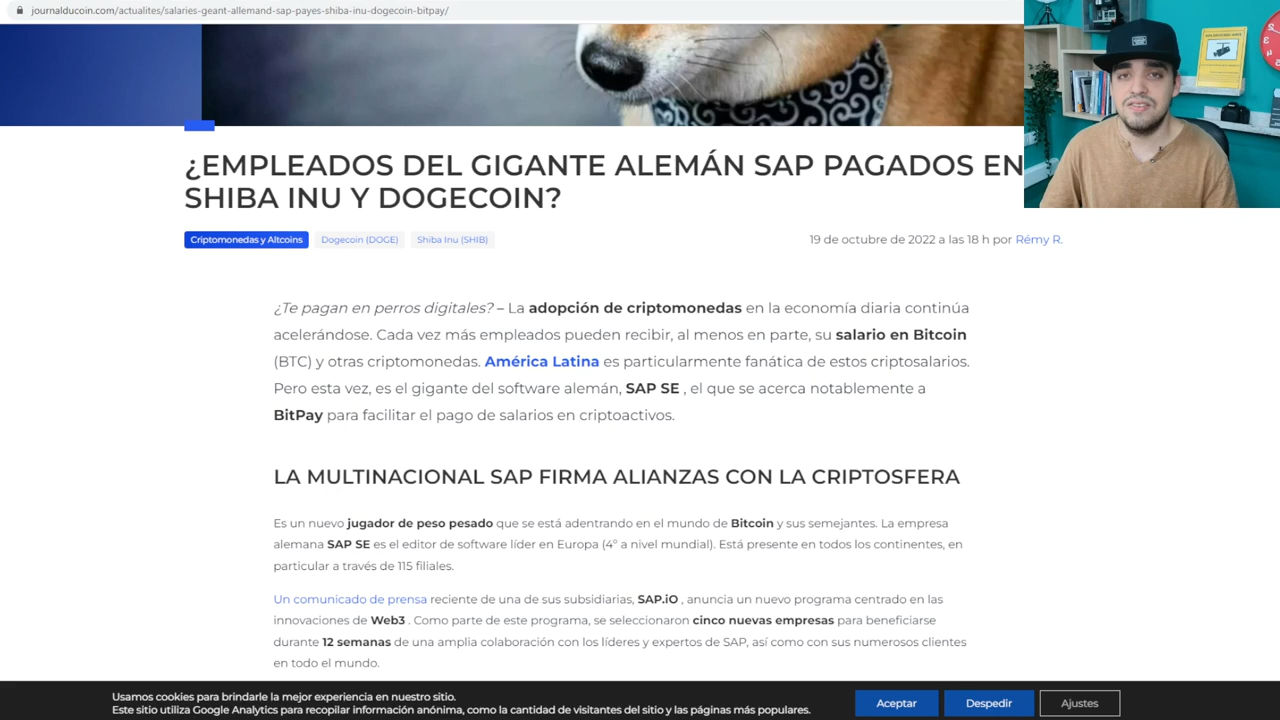 journalducoin.com/actualites/salaries-geant-allemand-sap-payes-shiba-inu-dogecoin-bitpay/
¿EMPLEADOS DEL GIGANTE ALEMÁN SAP PAGADOS EN
SHIBA INU Y DOGECOIN?
Criptomonedas y Altcoins Dogecoin (DOGE) Shiba Inu (SHIB)
19 de octubre de 2022 a las 18 h por Rémy R.
¿Te pagan en perros digitales? – La adopción de criptomonedas en la economía diaria continúa
acelerándose. Cada vez más empleados pueden recibir, al menos en parte, su salario en Bitcoin
(BTC) y otras criptomonedas. América Latina es particularmente fanática de estos criptosalarios.
Pero esta vez, es el gigante del software alemán, SAP SE , el que se acerca notablemente a
BitPay para facilitar el pago de salarios en criptoactivos.
LA MULTINACIONAL SAP FIRMA ALIANZAS CON LA CRIPTOSFERA
Es un nuevo jugador de peso pesado que se está adentrando en el mundo de Bitcoin y sus semejantes. La empresa
alemana SAP SE es el editor de software líder en Europa (4° a nivel mundial). Está presente en todos los continentes, en
particular a través de 115 filiales.
Un comunicado de prensa reciente de una de sus subsidiarias, SAP.iO , anuncia un nuevo programa centrado en las
innovaciones de Web3 . Como parte de este programa, se seleccionaron cinco nuevas empresas para beneficiarse
durante 12 semanas de una amplia colaboración con los líderes y expertos de SAP, así como con sus numerosos clientes
en todo el mundo.
Usamos cookies para brindarle la mejor experiencia en nuestro sitio.
Este sitio utiliza Google Analytics para recopilar información anónima, como la cantidad de visitantes del sitio y las páginas más populares.
Aceptar Despedir Ajustes